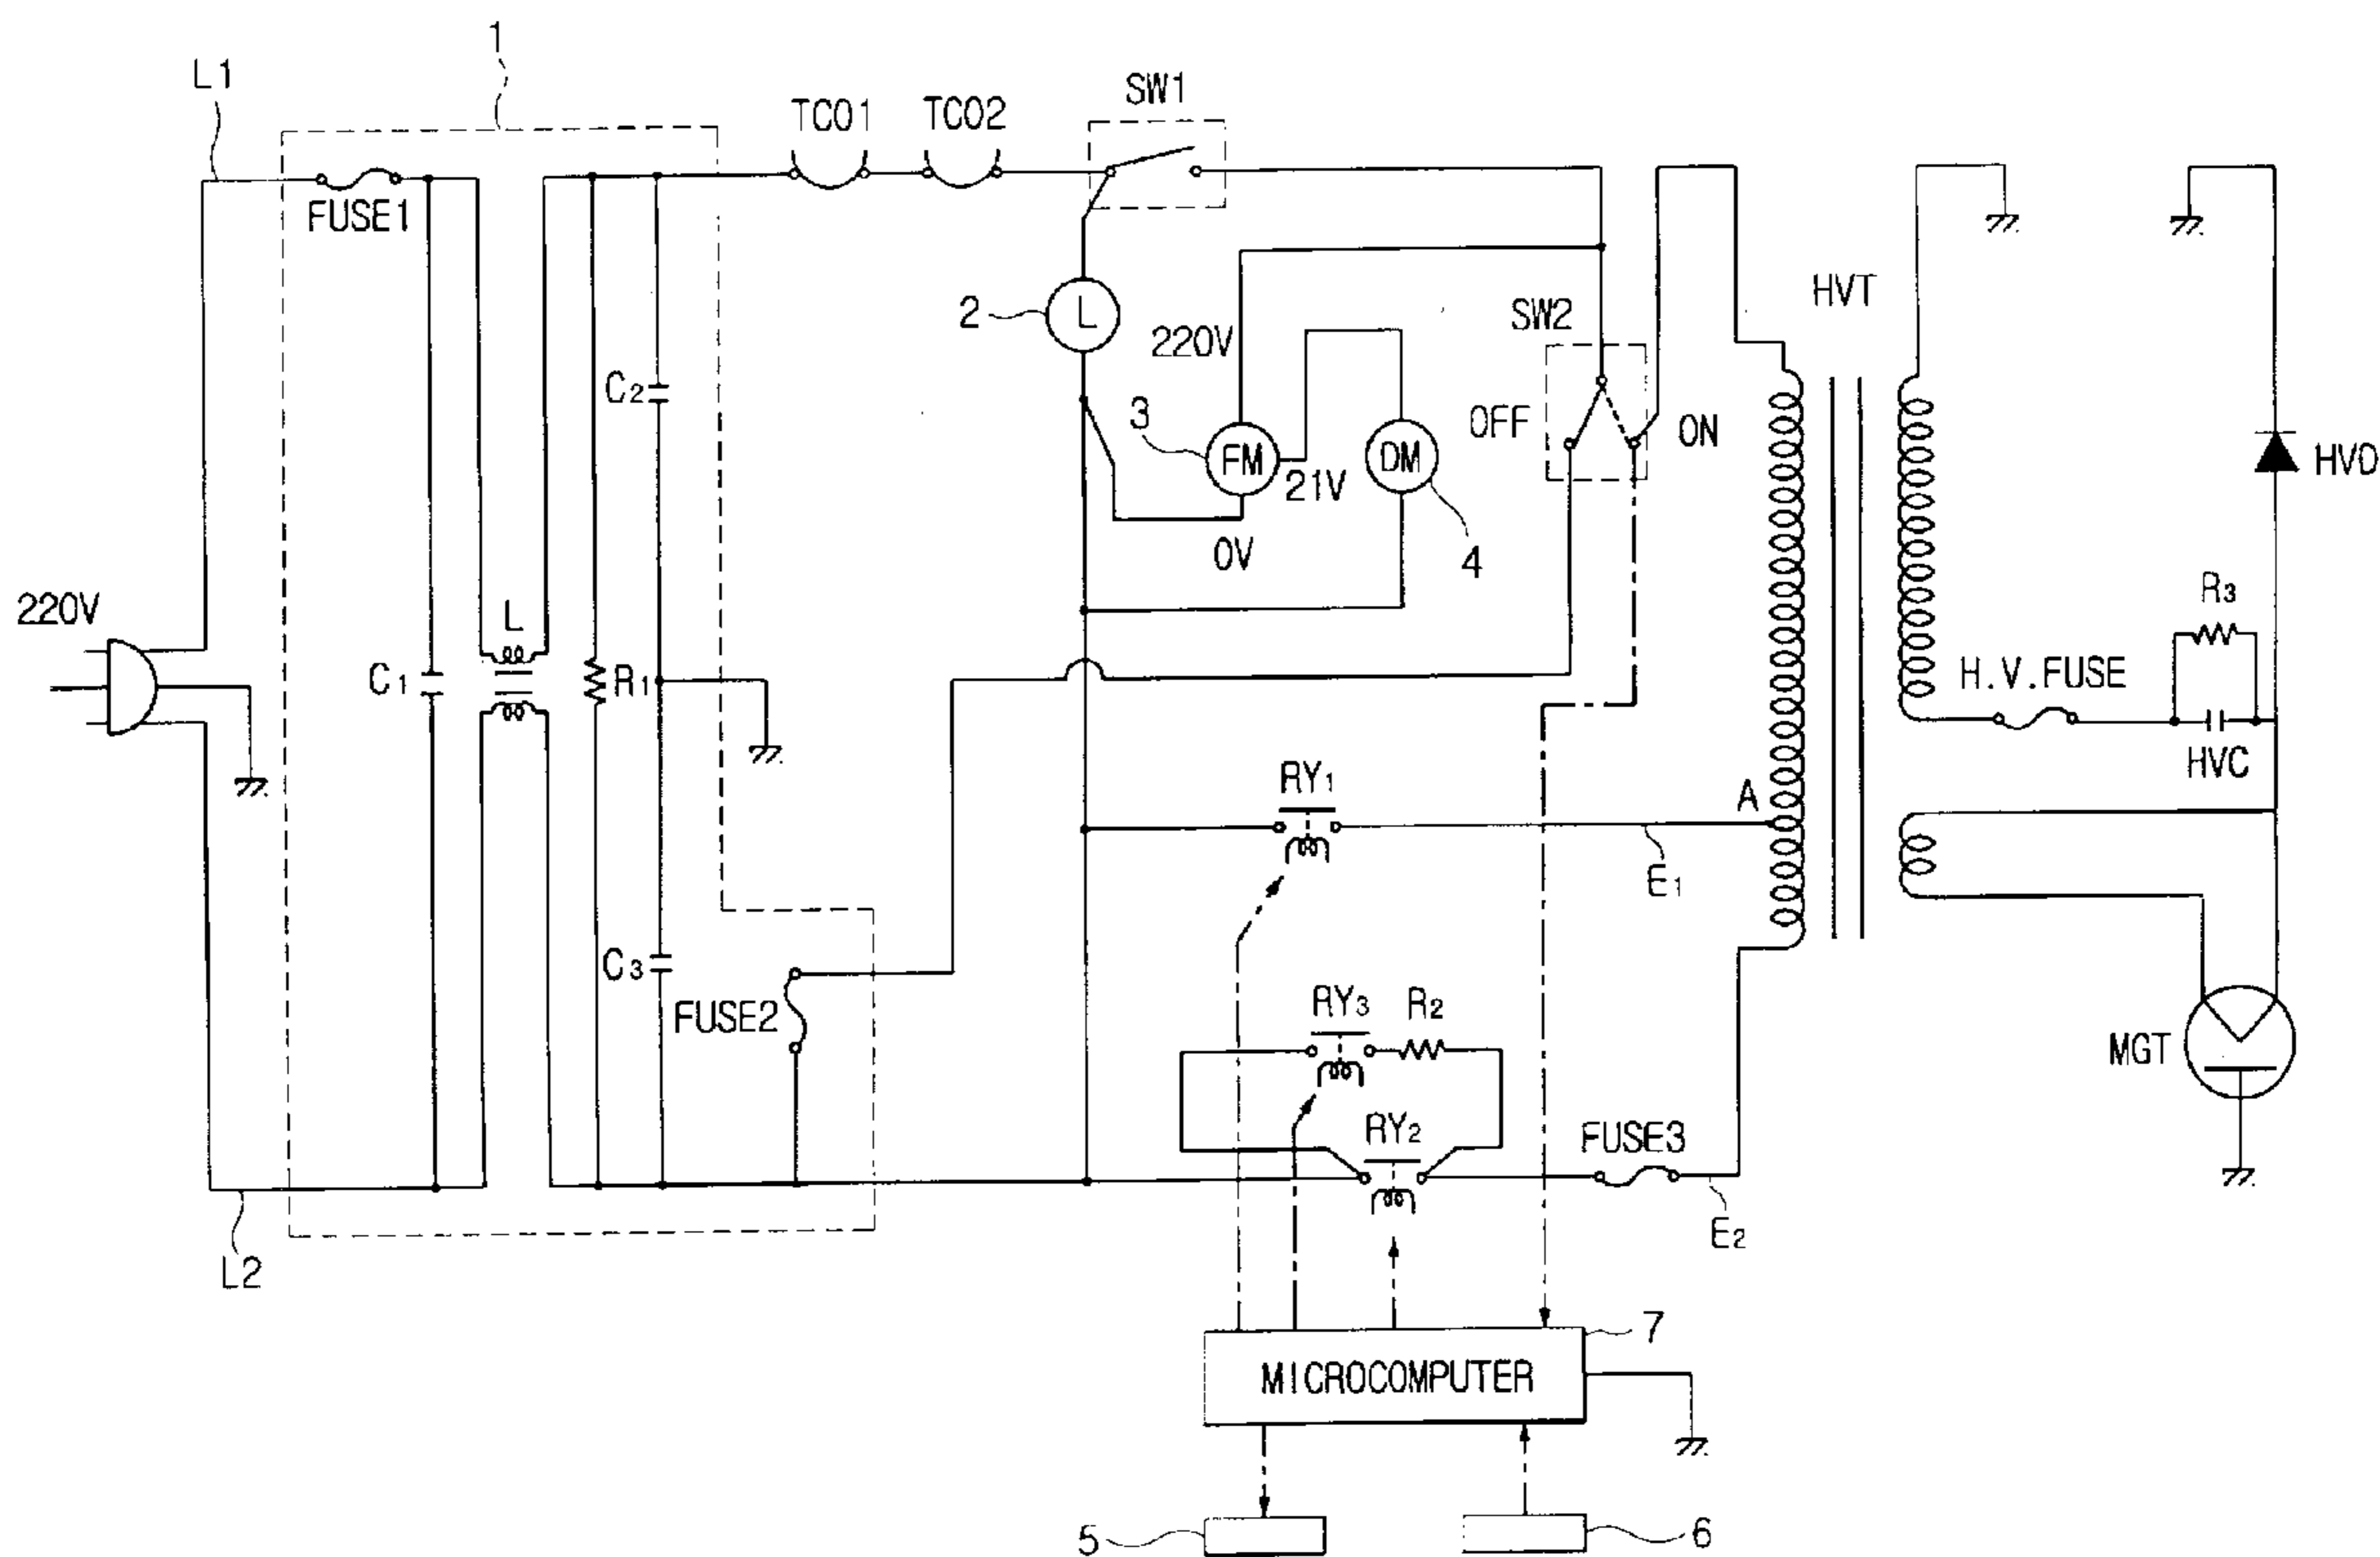 1
L1
TCO1
TCO2
SW1
FUSE1
HVT
2
L
SW2
220V
C2
3
OFF
ON
FM
DM
HVD
21V
0V
4
220V
L
R3
C1
R1
H.V.FUSE
HVC
RY1
A
E1
C3
RY3
R2
FUSE2
MGT
RY2
FUSE3
E2
L2
7
MICROCOMPUTER
5
6